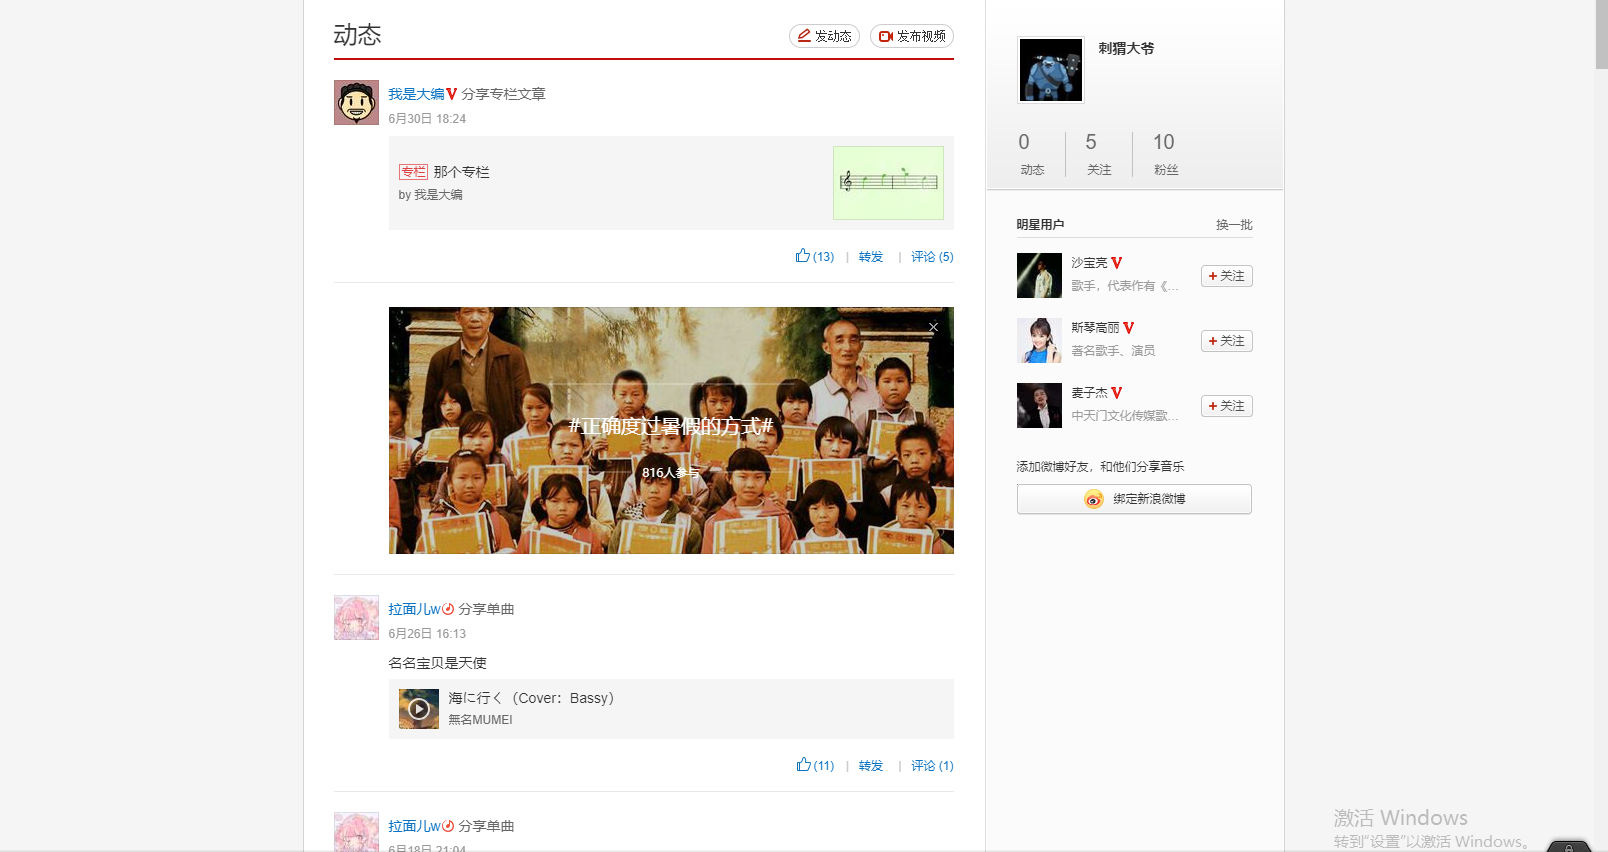 动态
发动态
发布视频
我是大编 V 分享专栏文章
6月30日 18:24
专栏 那个专栏
by 我是大编
(13) | 转发 | 评论 (5)
#正确度过暑假的方式#
816人参与
拉面儿w 分享单曲
6月26日 16:13
名名宝贝是天使
海に行く（Cover：Bassy）
無名MUMEI
(11) | 转发 | 评论 (1)
拉面儿w 分享单曲
6月18日 21:04
刺猬大爷
0 5 10
动态 关注 粉丝
明星用户 换一批
沙宝亮 V
歌手，代表作有《...
+ 关注
斯琴高丽 V
著名歌手、演员
+ 关注
麦子杰 V
中天门文化传媒歌...
+ 关注
添加微博好友，和他们分享音乐
绑定新浪微博
激活 Windows
转到“设置”以激活 Windows。